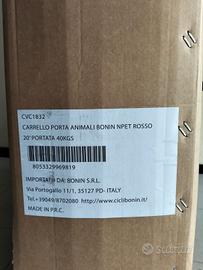 CVC1832
CARRELLO PORTA ANIMALI BONIN NPET ROSSO
20'PORTATA 40KGS
8053329969819
IMPORTATO DA: BONIN S.R.L.
Via Portogallo 11/1, 35127 PD- ITALY
Tel.+39049/8702080 http://www.ciclibonin.it/
MADE IN P.R.C.
subito